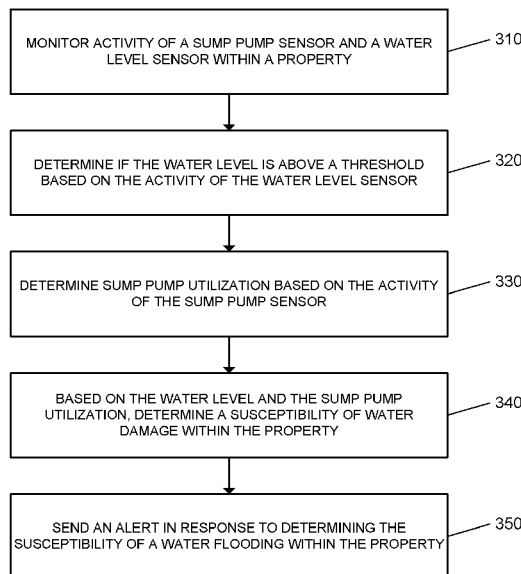 MONITOR ACTIVITY OF A SUMP PUMP SENSOR AND A WATER
LEVEL SENSOR WITHIN A PROPERTY
310
DETERMINE IF THE WATER LEVEL IS ABOVE A THRESHOLD
BASED ON THE ACTIVITY OF THE WATER LEVEL SENSOR
320
DETERMINE SUMP PUMP UTILIZATION BASED ON THE ACTIVITY
OF THE SUMP PUMP SENSOR
330
BASED ON THE WATER LEVEL AND THE SUMP PUMP
UTILIZATION, DETERMINE A SUSCEPTIBILITY OF WATER
DAMAGE WITHIN THE PROPERTY
340
SEND AN ALERT IN RESPONSE TO DETERMINING THE
SUSCEPTIBILITY OF A WATER FLOODING WITHIN THE PROPERTY
350